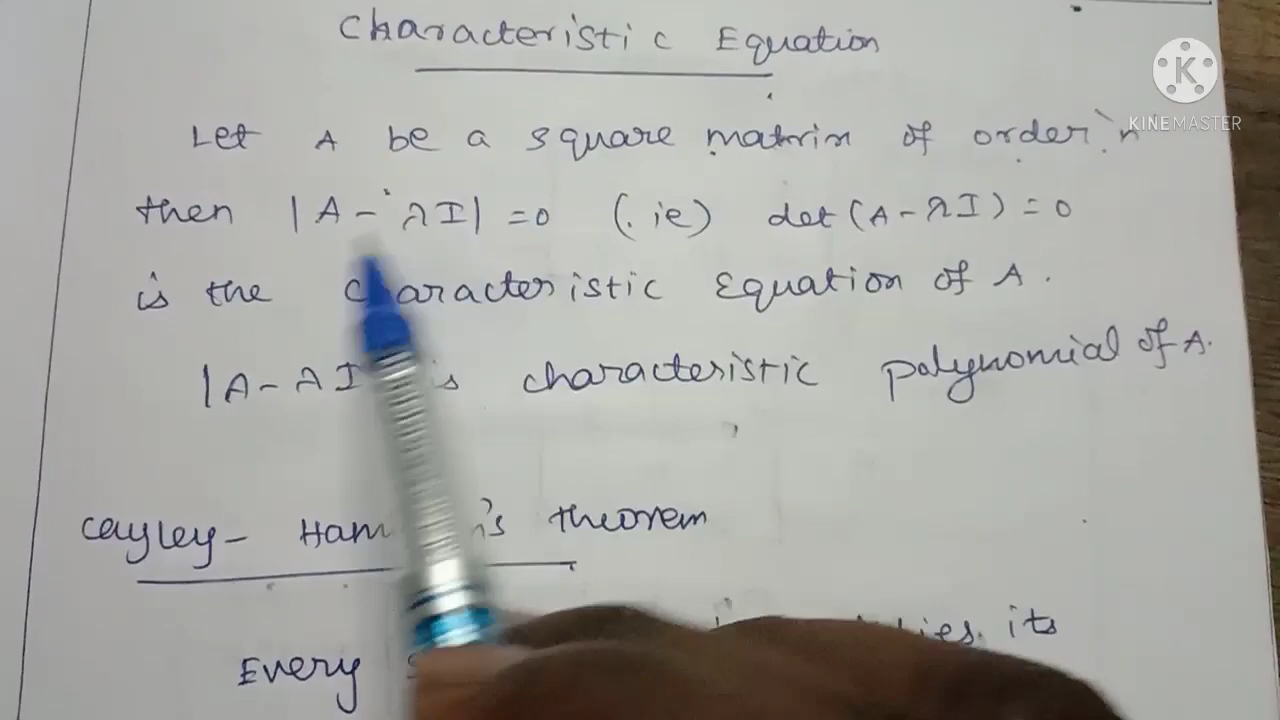 Characteristic Equation
K
KINEMASTER
Let A be a square matrix of order 'n
then |A - λI| = 0 (.ie) det (A - λI) = 0
is the characteristic Equation of A.
|A - λI is characteristic polynomial of A.
Cayley - Ham 's theorem
Every its